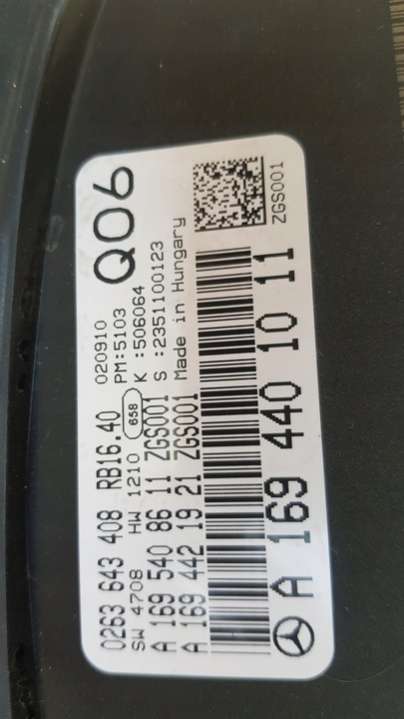 0263 643 408 RB16.40 020910
SW 4708 HW 1210 658 PM:5103
Q06
A 169 540 86 11 ZGS001 K :506064
A 169 442 19 21 ZGS001 S :2351100123
Made in Hungary
A 169 440 10 11
ZGS001